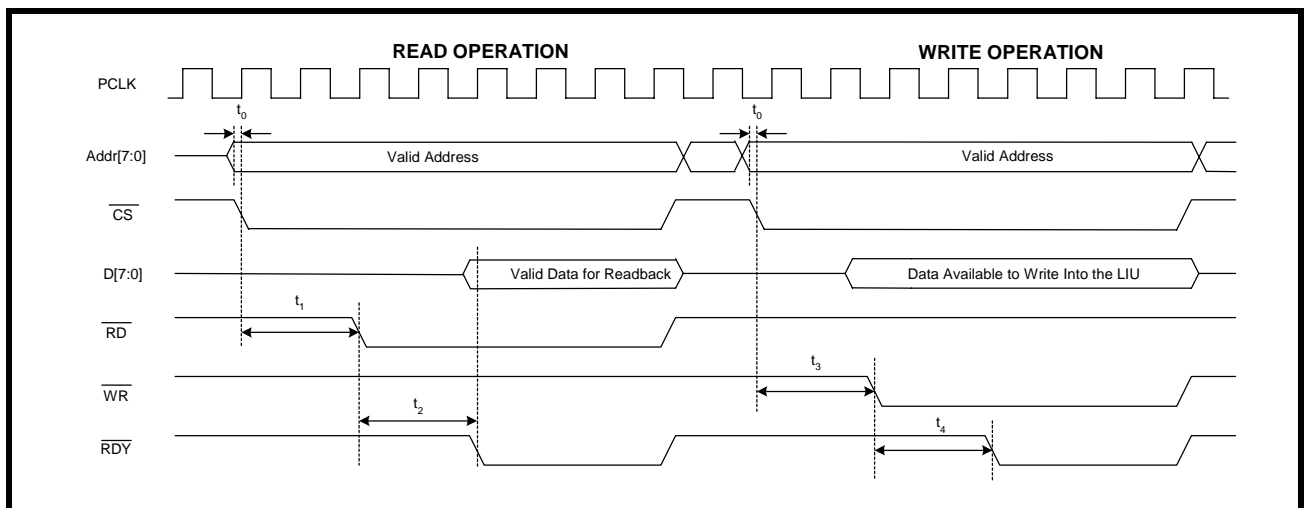 READ OPERATION
WRITE OPERATION
PCLK
t0
t0
Addr[7:0]
Valid Address
Valid Address
CS
D[7:0]
Valid Data for Readback
Data Available to Write Into the LIU
t1
RD
t3
WR
t2
t4
RDY